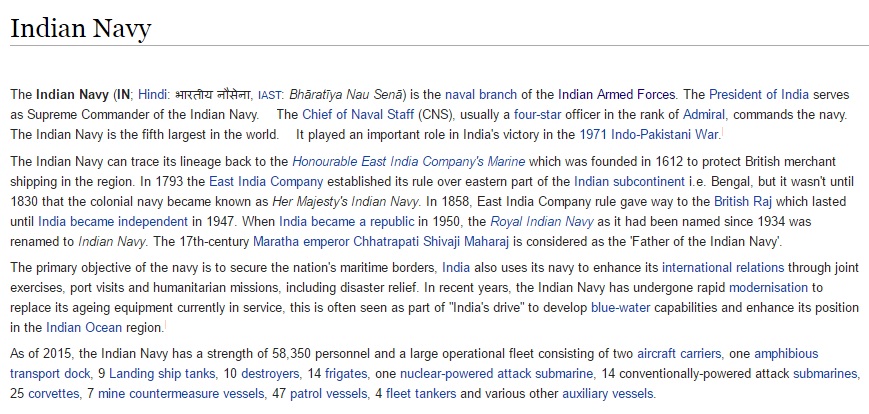 Indian Navy
The Indian Navy (IN; Hindi: भारतीय नौसेना, IAST: Bhāratīya Nau Senā) is the naval branch of the Indian Armed Forces. The President of India serves
as Supreme Commander of the Indian Navy. The Chief of Naval Staff (CNS), usually a four-star officer in the rank of Admiral, commands the navy.
The Indian Navy is the fifth largest in the world. It played an important role in India's victory in the 1971 Indo-Pakistani War.
The Indian Navy can trace its lineage back to the Honourable East India Company's Marine which was founded in 1612 to protect British merchant
shipping in the region. In 1793 the East India Company established its rule over eastern part of the Indian subcontinent i.e. Bengal, but it wasn't until
1830 that the colonial navy became known as Her Majesty's Indian Navy. In 1858, East India Company rule gave way to the British Raj which lasted
until India became independent in 1947. When India became a republic in 1950, the Royal Indian Navy as it had been named since 1934 was
renamed to Indian Navy. The 17th-century Maratha emperor Chhatrapati Shivaji Maharaj is considered as the 'Father of the Indian Navy'.
The primary objective of the navy is to secure the nation's maritime borders, India also uses its navy to enhance its international relations through joint
exercises, port visits and humanitarian missions, including disaster relief. In recent years, the Indian Navy has undergone rapid modernisation to
replace its ageing equipment currently in service, this is often seen as part of "India's drive" to develop blue-water capabilities and enhance its position
in the Indian Ocean region.
As of 2015, the Indian Navy has a strength of 58,350 personnel and a large operational fleet consisting of two aircraft carriers, one amphibious
transport dock, 9 Landing ship tanks, 10 destroyers, 14 frigates, one nuclear-powered attack submarine, 14 conventionally-powered attack submarines,
25 corvettes, 7 mine countermeasure vessels, 47 patrol vessels, 4 fleet tankers and various other auxiliary vessels.